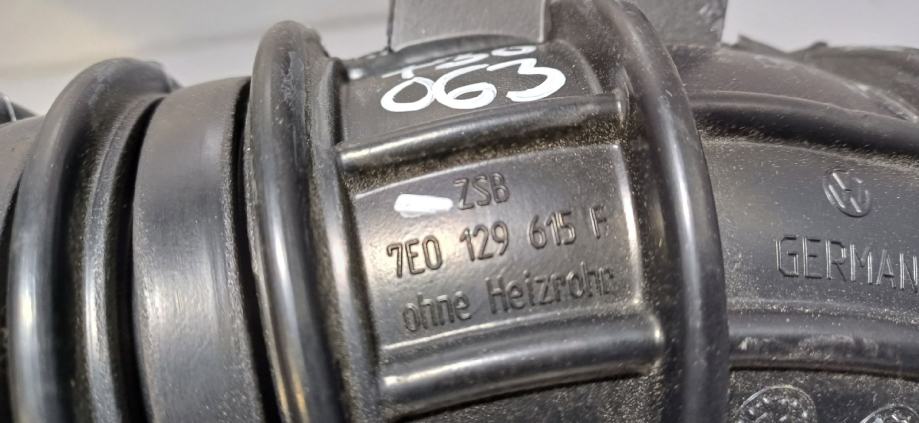 063
ZSB
7E0 129 615 F
ohne Heizrohr
GERMAN